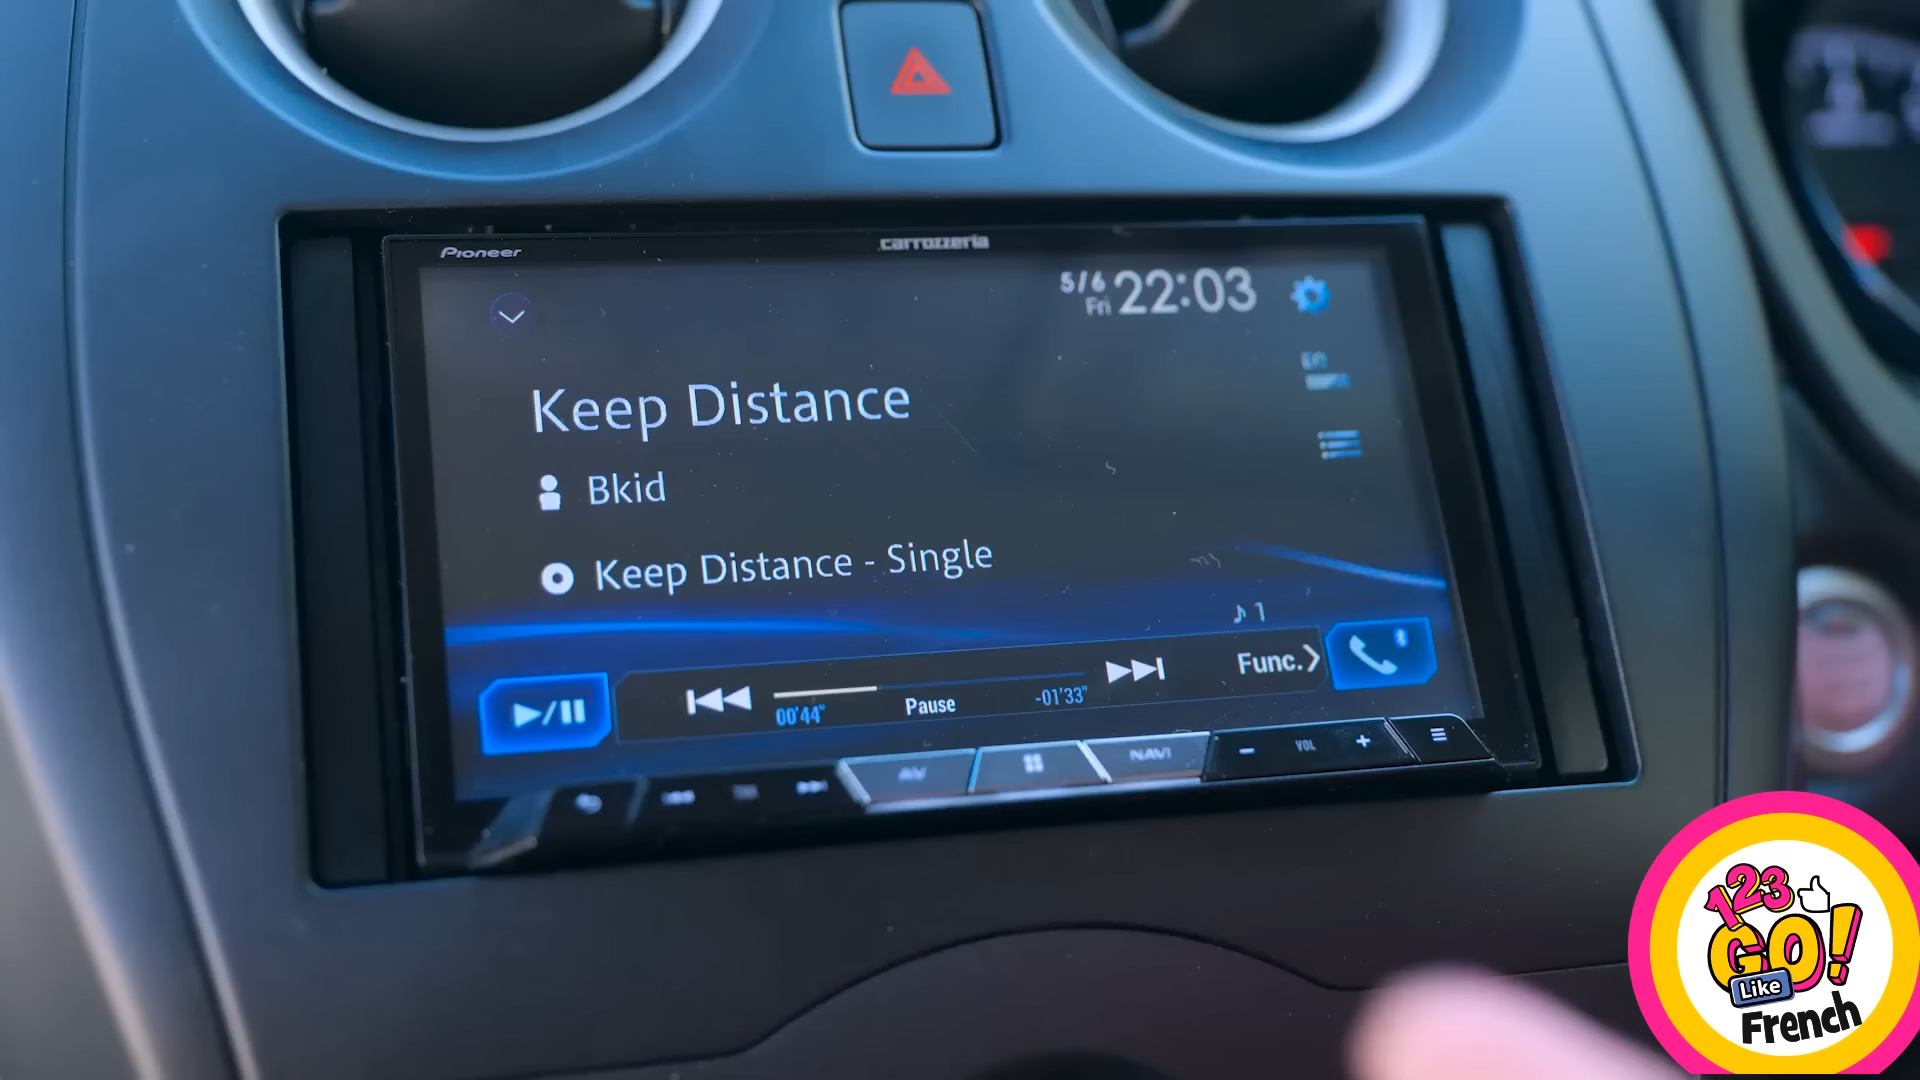 Pioneer
carrozzeria
5/6
Fri
22:03
Keep Distance
Bkid
Keep Distance - Single
1
Func.
00'44"
Pause
-01'33"
AV
NAVI
VOL
123
GO!
Like
French